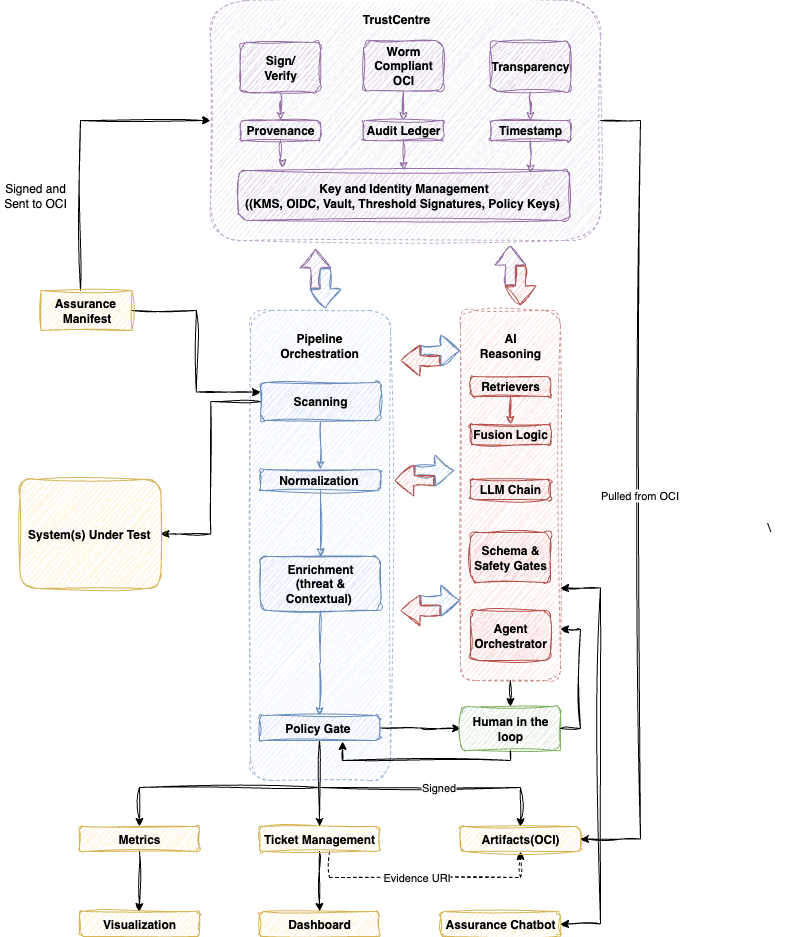 TrustCentre
Sign/
Verify
Worm
Compliant
OCI
Transparency
Provenance
Audit Ledger
Timestamp
Key and Identity Management
((KMS, OIDC, Vault, Threshold Signatures, Policy Keys)
Signed and
Sent to OCI
Assurance
Manifest
Pipeline
Orchestration
AI
Reasoning
Scanning
Retrievers
Fusion Logic
Normalization
LLM Chain
Pulled from OCI
System(s) Under Test
\
Enrichment
(threat &
Contextual)
Schema &
Safety Gates
Agent
Orchestrator
Policy Gate
Human in the
loop
Signed
Metrics
Ticket Management
Artifacts(OCI)
Evidence URI
Visualization
Dashboard
Assurance Chatbot